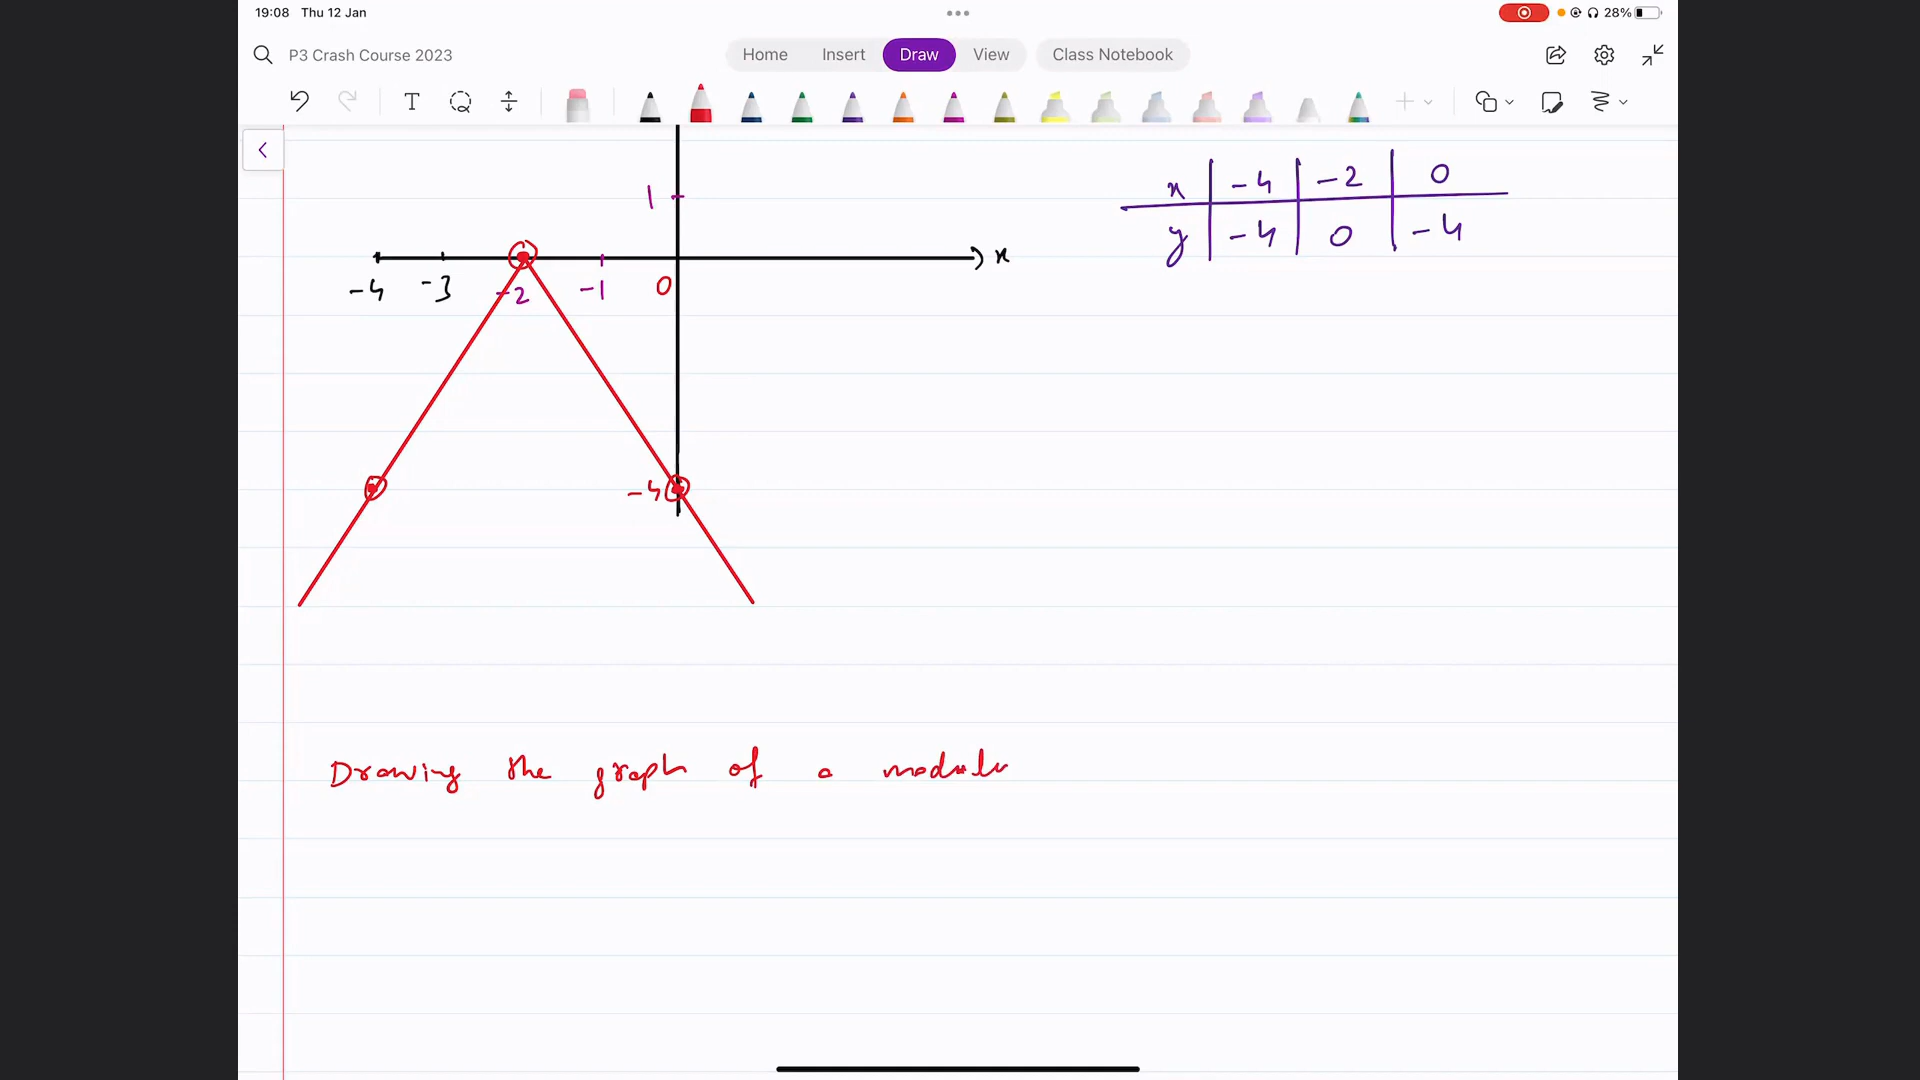 19:08 Thu 12 Jan 28%
P3 Crash Course 2023 Home Insert Draw View Class Notebook
T
x -4 -2 0
y -4 0 -4
1
x
-4 -3 -2 -1 0
-4
Drawing the graph of a modulu